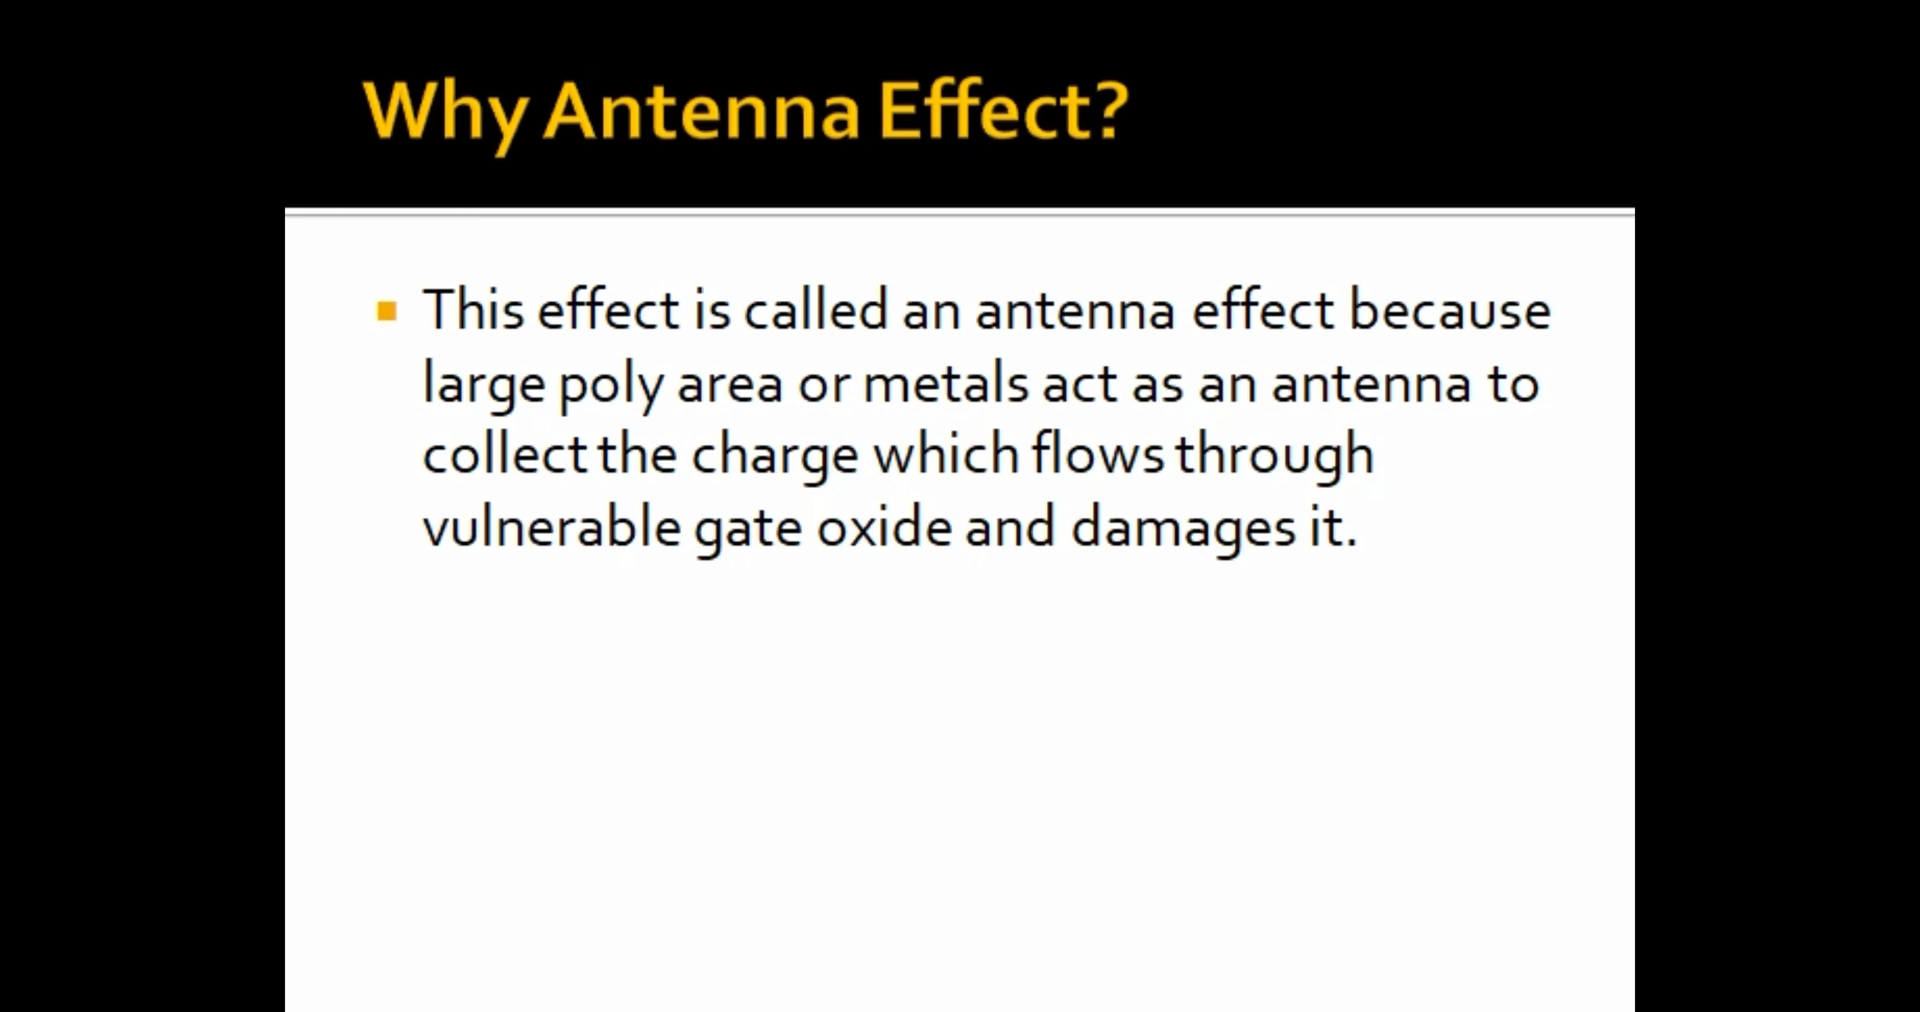 Why Antenna Effect?
This effect is called an antenna effect because
large poly area or metals act as an antenna to
collect the charge which flows through
vulnerable gate oxide and damages it.